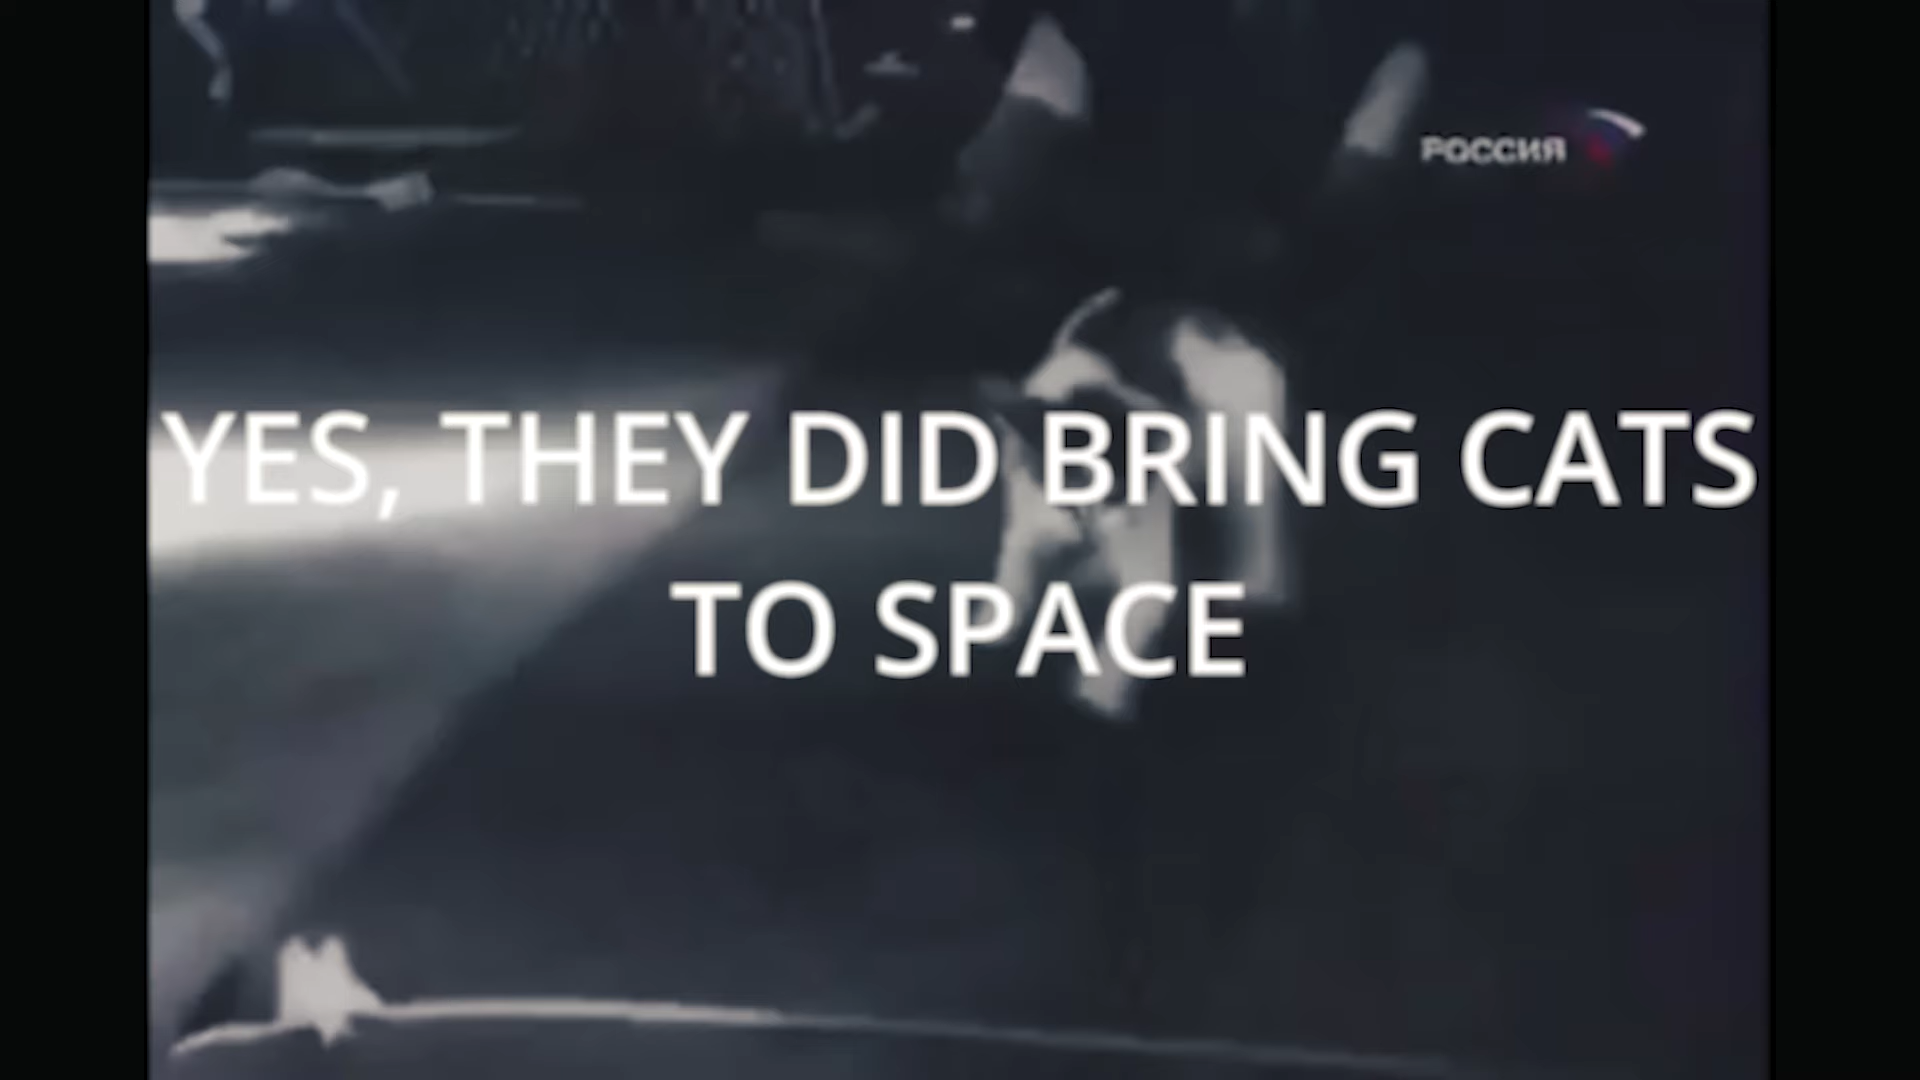 РОССИЯ
YES, THEY DID BRING CATS
TO SPACE